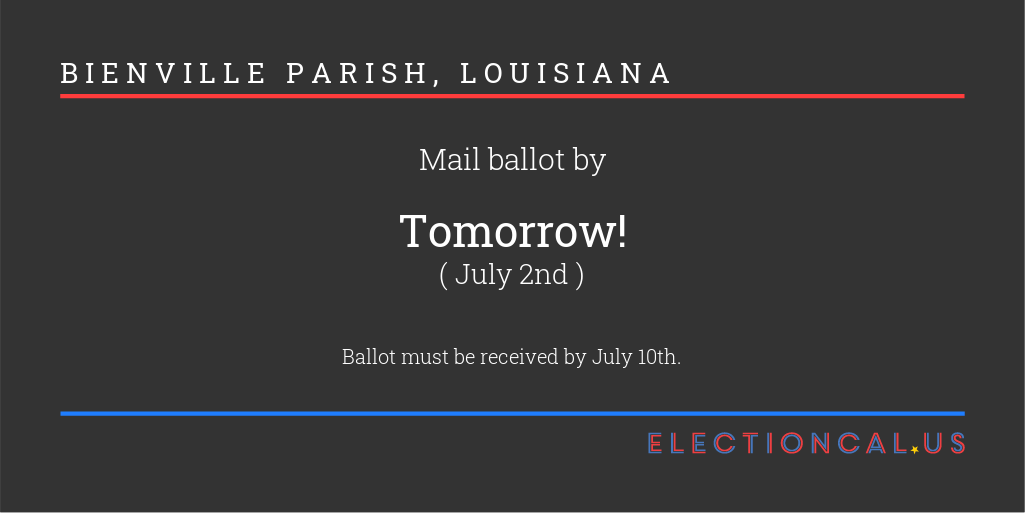 BIENVILLE PARISH, LOUISIANA
Mail ballot by
Tomorrow!
( July 2nd )
Ballot must be received by July 10th.
ELECTIONCAL.US